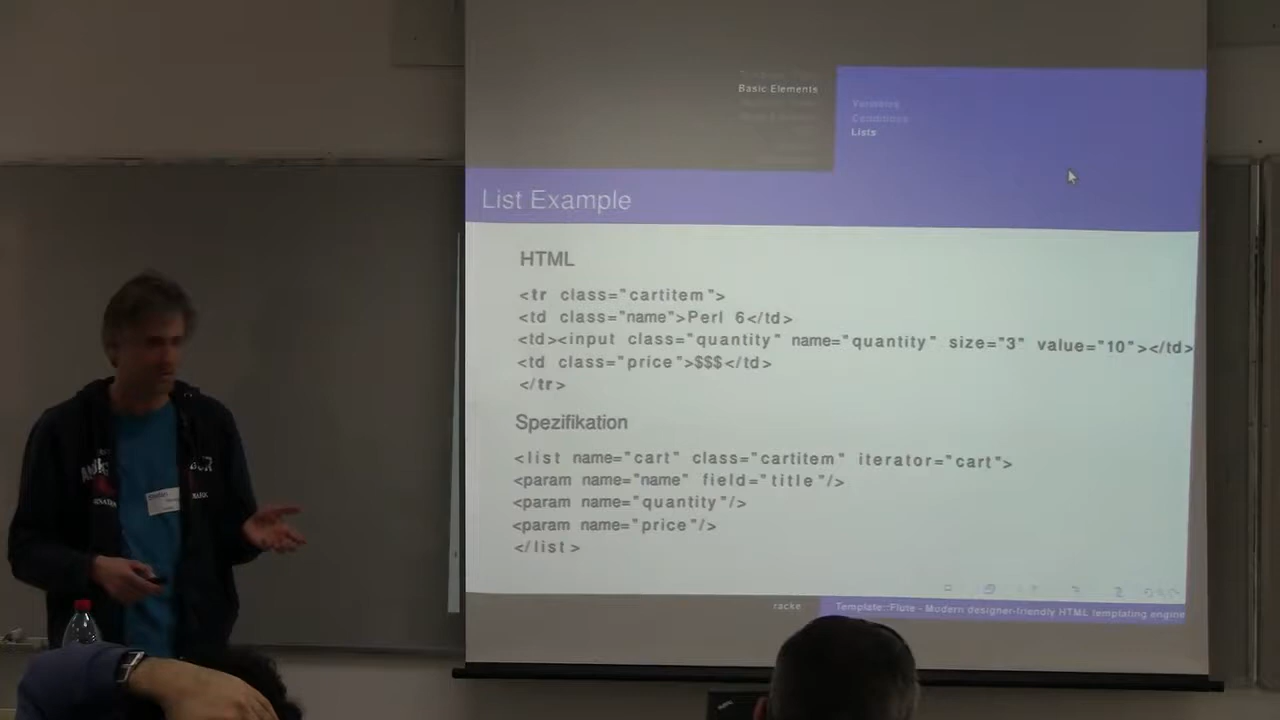 Basic Elements
Variables
Conditions
Lists
List Example
HTML
<tr class="cartitem">
<td class="name">Perl 6</td>
<td><input class="quantity" name="quantity" size="3" value="10"></td>
<td class="price">$$$</td>
</tr>
Spezifikation
<list name="cart" class="cartitem" iterator="cart">
<param name="name" field="title"/>
<param name="quantity"/>
<param name="price"/>
</list>
racke
Template::Flute - Modern designer-friendly HTML templating engine